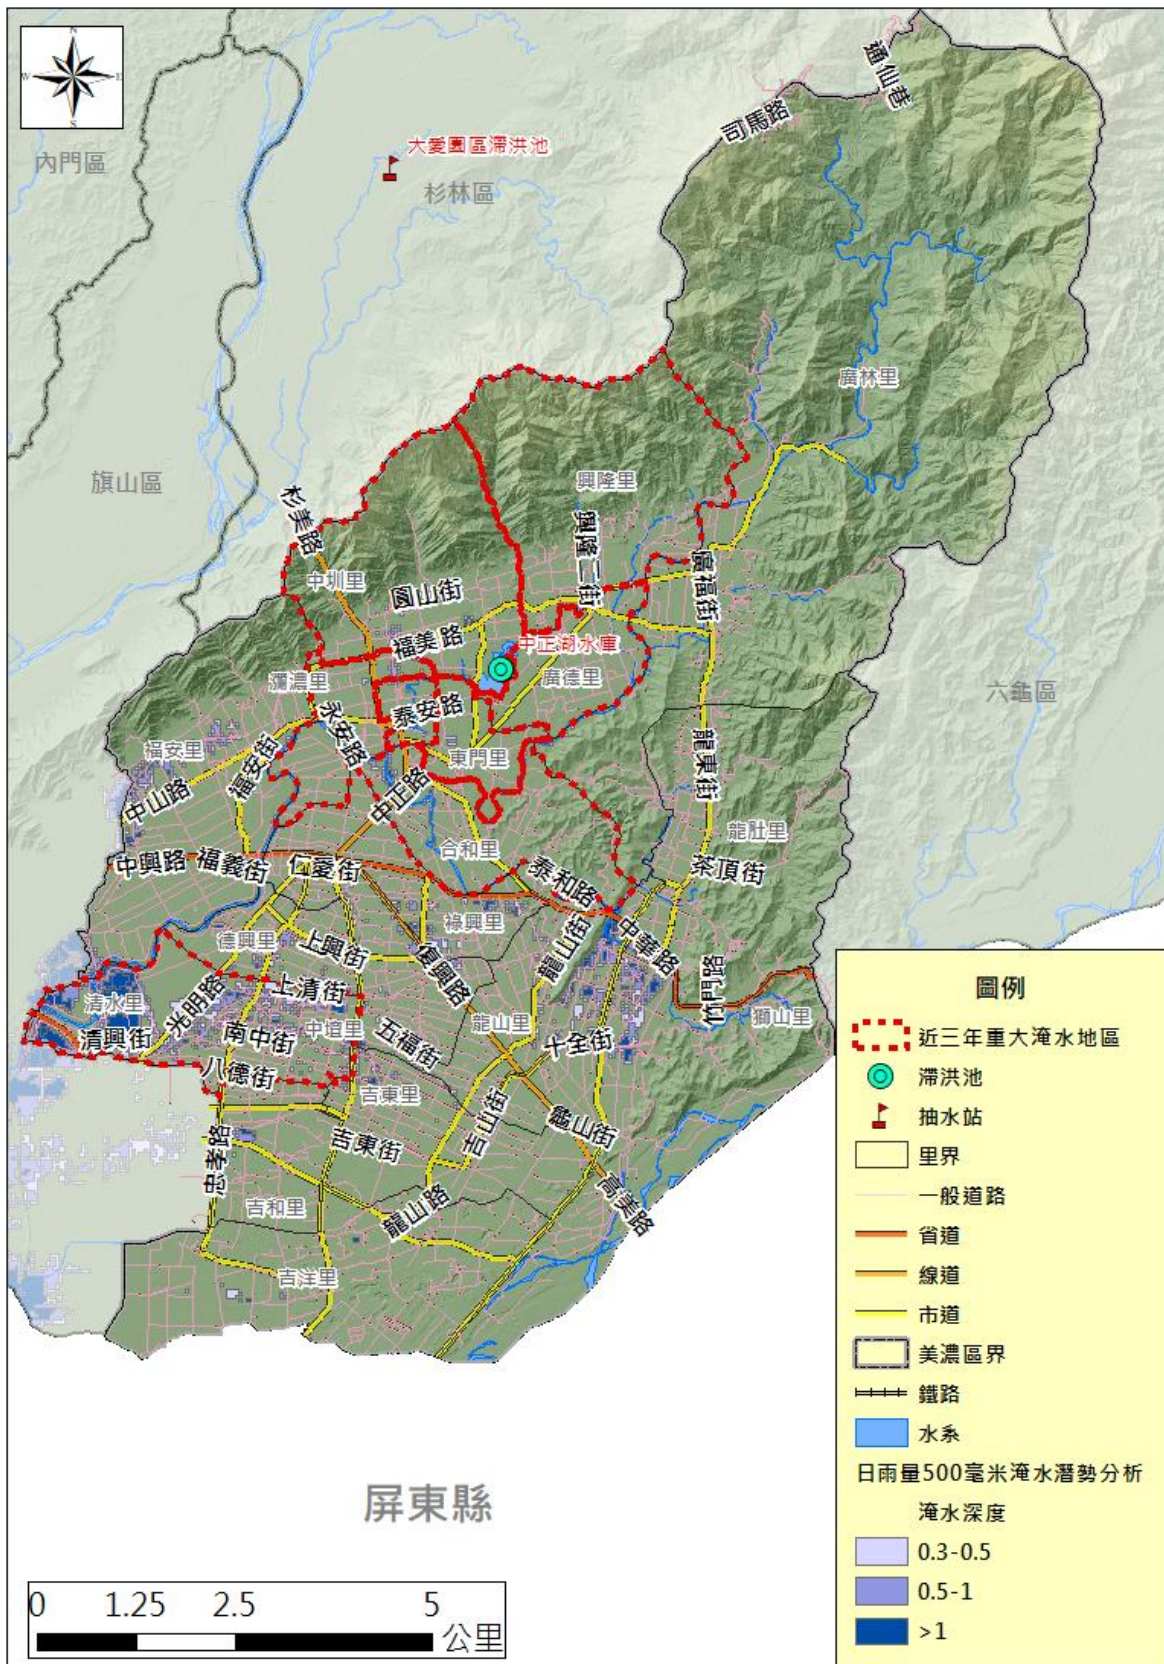 N
W
E
S
通仙巷
司馬路
大愛園區滯洪池
內門區
杉林區
廣林里
旗山區
興隆里
杉美路
興隆二街
中圳里
圓山街
廣福街
福美路
中正湖水庫
瀰濃里
廣德里
六龜區
泰安路
永安路
福安里
東門里
福安街
龍東街
中山路
中正路
龍肚里
合和里
中興路
福義街
仁愛街
泰和路
茶頂街
祿興里
德興里
上興街
復興路
龍山街
中華路
竹門路
上清街
清水里
光明路
獅山里
清興街
南中街
中壇里
五福街
龍山里
十全街
八德街
吉東里
吉山街
龜山街
吉東街
忠孝路
高美路
吉和里
龍山路
吉洋里
屏東縣
0 1.25 2.5 5
公里
圖例
近三年重大淹水地區
滯洪池
抽水站
里界
一般道路
省道
線道
市道
美濃區界
鐵路
水系
日雨量500毫米淹水潛勢分析
淹水深度
0.3-0.5
0.5-1
>1